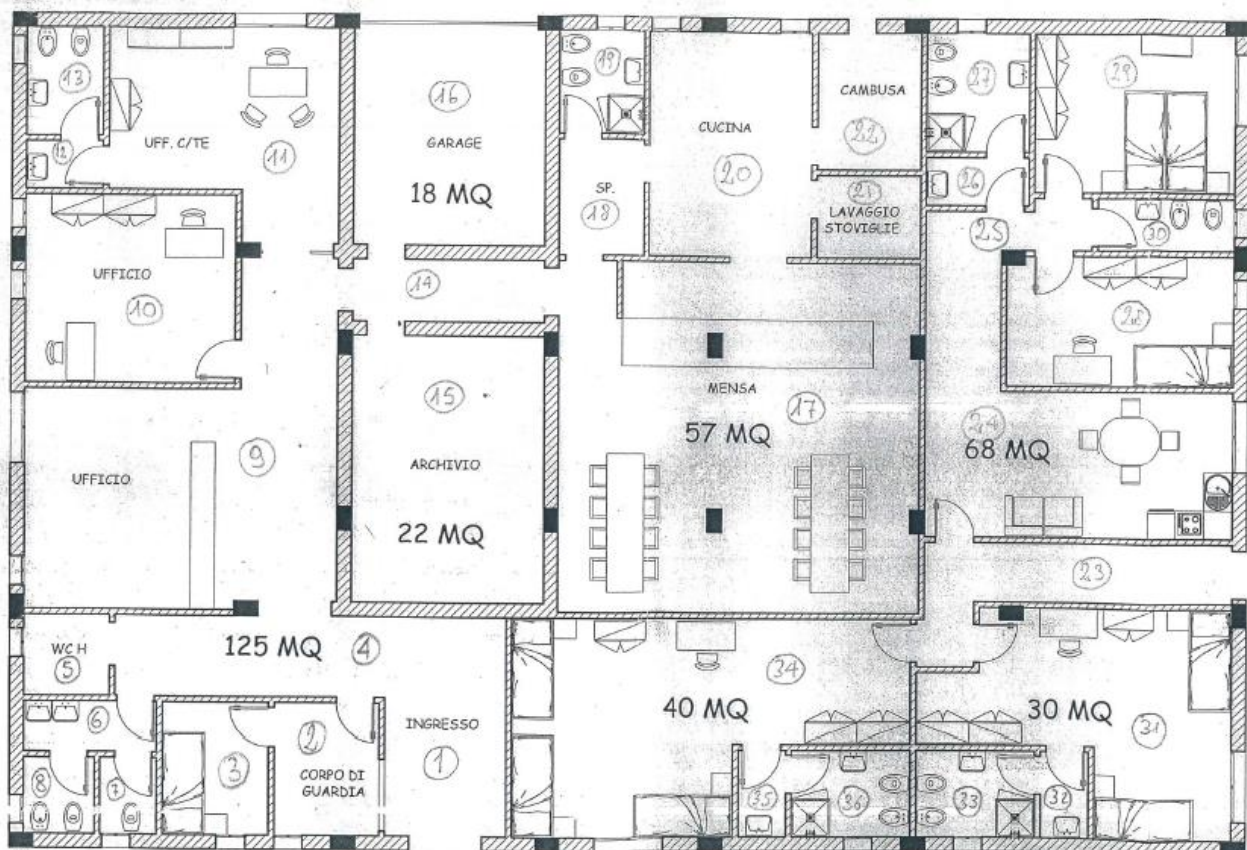 13
12
UFF. C/TE
11
16
GARAGE
18 MQ
19
SP.
18
CUCINA
20
CAMBUSA
22
21
LAVAGGIO
STOVIGLIE
27
26
25
29
30
28
UFFICIO
10
14
15
ARCHIVIO
22 MQ
MENSA
17
57 MQ
24
68 MQ
23
9
UFFICIO
WC H
5
125 MQ
4
6
8
7
3
2
CORPO DI
GUARDIA
INGRESSO
1
34
40 MQ
35
36
30 MQ
31
33
32